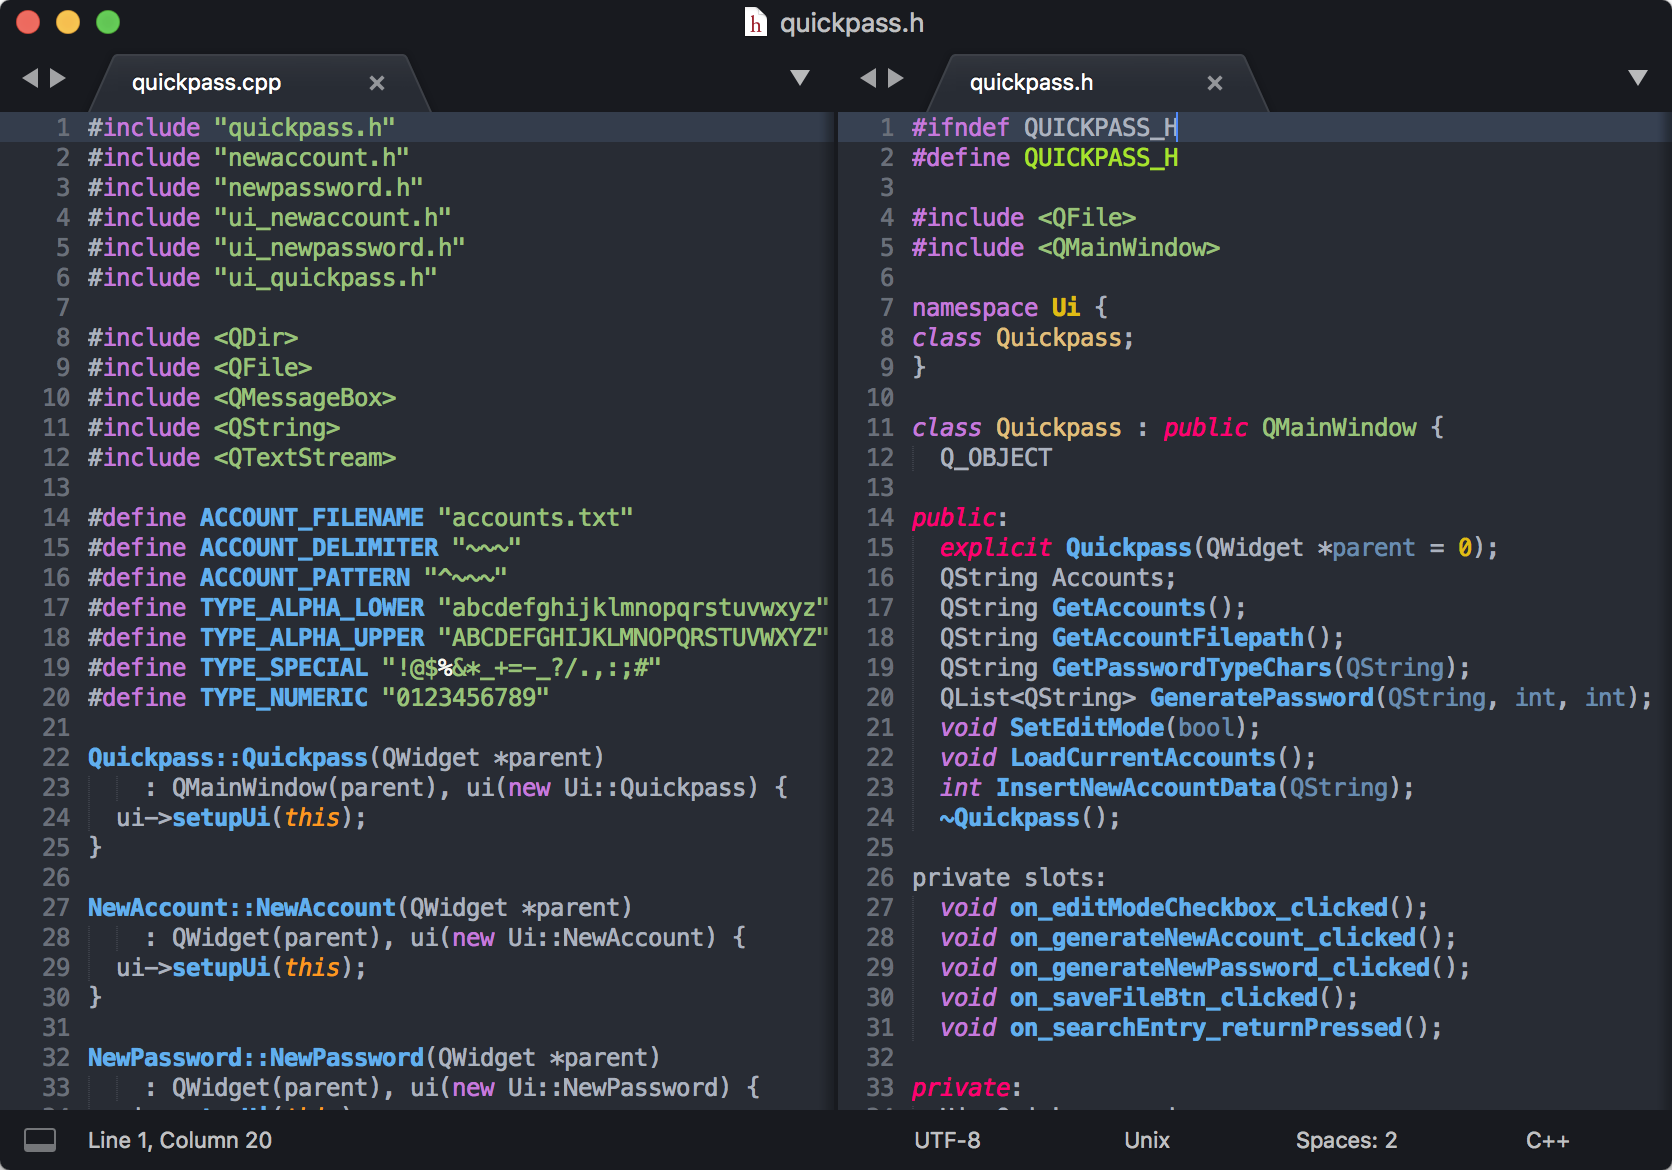 quickpass.h
quickpass.cpp
1 #include "quickpass.h"
2 #include "newaccount.h"
3 #include "newpassword.h"
4 #include "ui_newaccount.h"
5 #include "ui_newpassword.h"
6 #include "ui_quickpass.h"
7
8 #include <QDir>
9 #include <QFile>
10 #include <QMessageBox>
11 #include <QString>
12 #include <QTextStream>
13
14 #define ACCOUNT_FILENAME "accounts.txt"
15 #define ACCOUNT_DELIMITER "~~~"
16 #define ACCOUNT_PATTERN "^~~~"
17 #define TYPE_ALPHA_LOWER "abcdefghijklmnopqrstuvwxyz"
18 #define TYPE_ALPHA_UPPER "ABCDEFGHIJKLMNOPQRSTUVWXYZ"
19 #define TYPE_SPECIAL "!@$%&*_+=-_?/.,:;#"
20 #define TYPE_NUMERIC "0123456789"
21
22 Quickpass::Quickpass(QWidget *parent)
23     : QMainWindow(parent), ui(new Ui::Quickpass) {
24   ui->setupUi(this);
25 }
26
27 NewAccount::NewAccount(QWidget *parent)
28     : QWidget(parent), ui(new Ui::NewAccount) {
29   ui->setupUi(this);
30 }
31
32 NewPassword::NewPassword(QWidget *parent)
33     : QWidget(parent), ui(new Ui::NewPassword) {
quickpass.h
1 #ifndef QUICKPASS_H
2 #define QUICKPASS_H
3
4 #include <QFile>
5 #include <QMainWindow>
6
7 namespace Ui {
8 class Quickpass;
9 }
10
11 class Quickpass : public QMainWindow {
12   Q_OBJECT
13
14 public:
15   explicit Quickpass(QWidget *parent = 0);
16   QString Accounts;
17   QString GetAccounts();
18   QString GetAccountFilepath();
19   QString GetPasswordTypeChars(QString);
20   QList<QString> GeneratePassword(QString, int, int);
21   void SetEditMode(bool);
22   void LoadCurrentAccounts();
23   int InsertNewAccountData(QString);
24   ~Quickpass();
25
26 private slots:
27   void on_editModeCheckbox_clicked();
28   void on_generateNewAccount_clicked();
29   void on_generateNewPassword_clicked();
30   void on_saveFileBtn_clicked();
31   void on_searchEntry_returnPressed();
32
33 private:
Line 1, Column 20 UTF-8 Unix Spaces: 2 C++